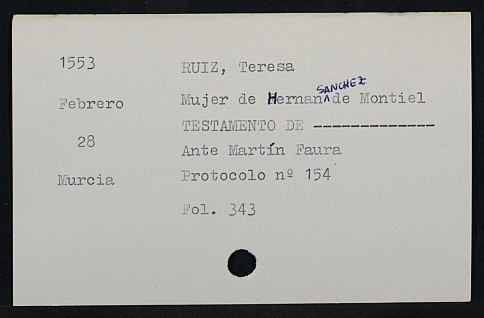 1553
RUIZ, Teresa
Febrero
Mujer de Hernan SANCHEZ de Montiel
TESTAMENTO DE -------------
28
Ante Martín Faura
Murcia
Protocolo nº 154
Fol. 343